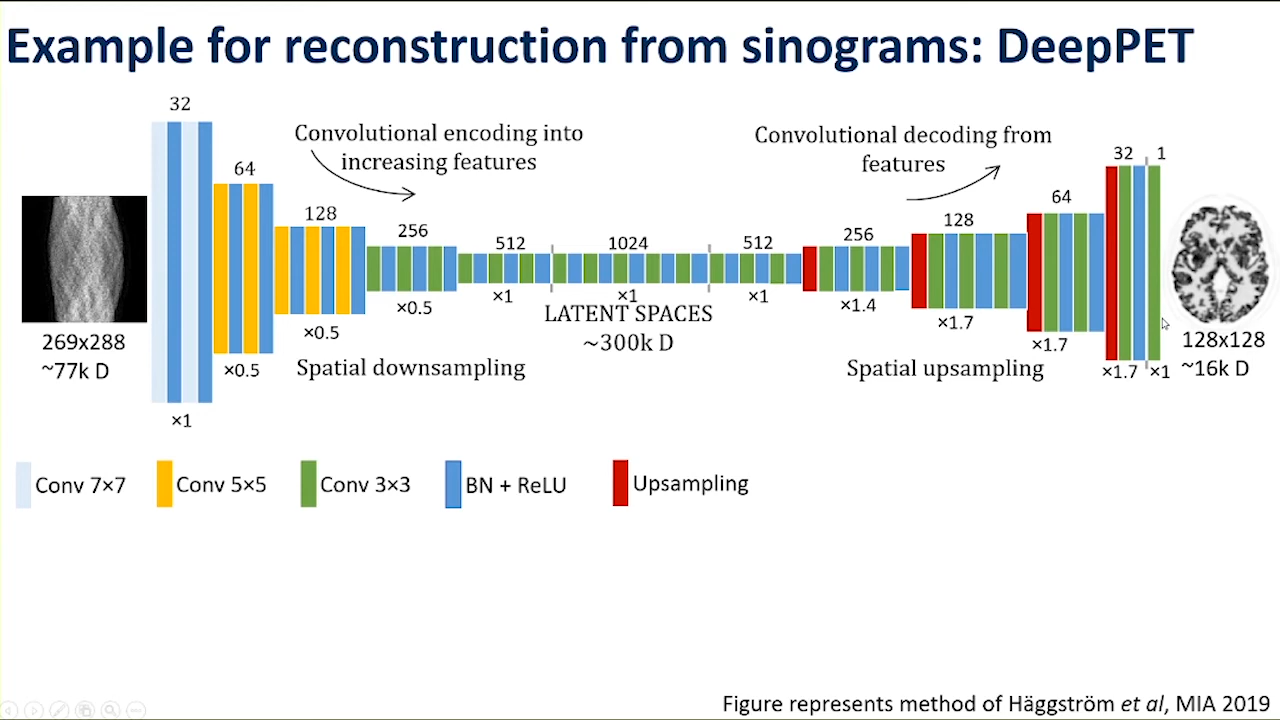 Example for reconstruction from sinograms: DeepPET
32
64
128
256
512
1024
512
256
128
64
32
1
Convolutional encoding into
increasing features
Convolutional decoding from
features
×1
×0.5
×0.5
×0.5
×1
×1
×1
×1.4
×1.7
×1.7
×1.7
×1
269x288
~77k D
Spatial downsampling
LATENT SPACES
~300k D
Spatial upsampling
128x128
~16k D
Conv 7×7
Conv 5×5
Conv 3×3
BN + ReLU
Upsampling
Figure represents method of Häggström et al, MIA 2019